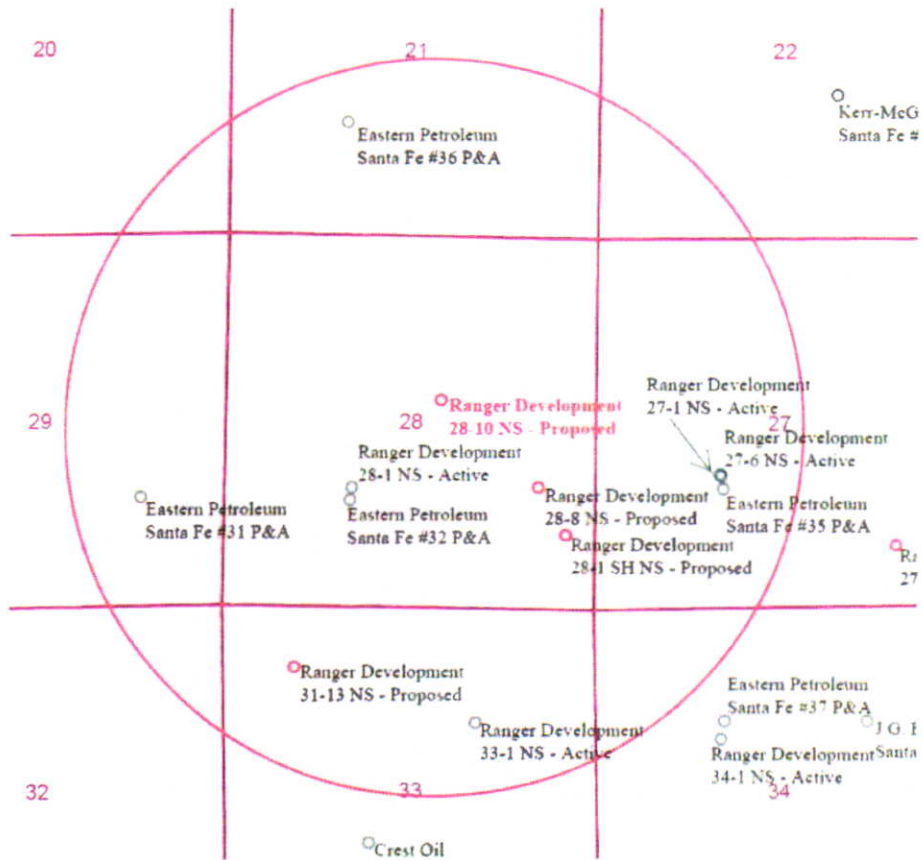 20
21
22
Kerr-McG
Santa Fe #
Eastern Petroleum
Santa Fe #36 P&A
Ranger Development
27-1 NS - Active
29
28
27
Ranger Development
28-10 NS - Proposed
Ranger Development
27-6 NS - Active
Ranger Development
28-1 NS - Active
Eastern Petroleum
Santa Fe #31 P&A
Eastern Petroleum
Santa Fe #32 P&A
Ranger Development
28-8 NS - Proposed
Eastern Petroleum
Santa Fe #35 P&A
Ranger Development
28-1 SH NS - Proposed
27
Ranger Development
31-13 NS - Proposed
Eastern Petroleum
Santa Fe #37 P&A
Ranger Development
33-1 NS - Active
J G.
Santa
Ranger Development
34-1 NS - Active
32
33
34
Crest Oil